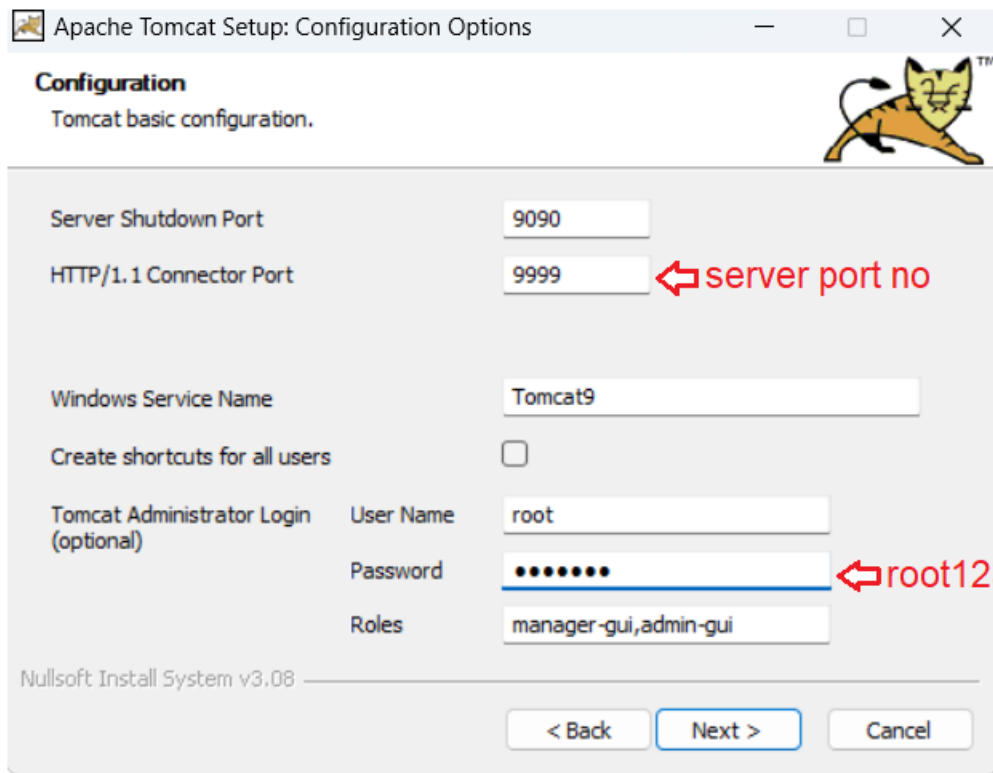 Apache Tomcat Setup: Configuration Options
Configuration
Tomcat basic configuration.
TM
Server Shutdown Port 9090
HTTP/1.1 Connector Port 9999 server port no
Windows Service Name Tomcat9
Create shortcuts for all users
Tomcat Administrator Login User Name root
(optional)
Password ●●●●●●● root12
Roles manager-gui,admin-gui
Nullsoft Install System v3.08
< Back Next > Cancel